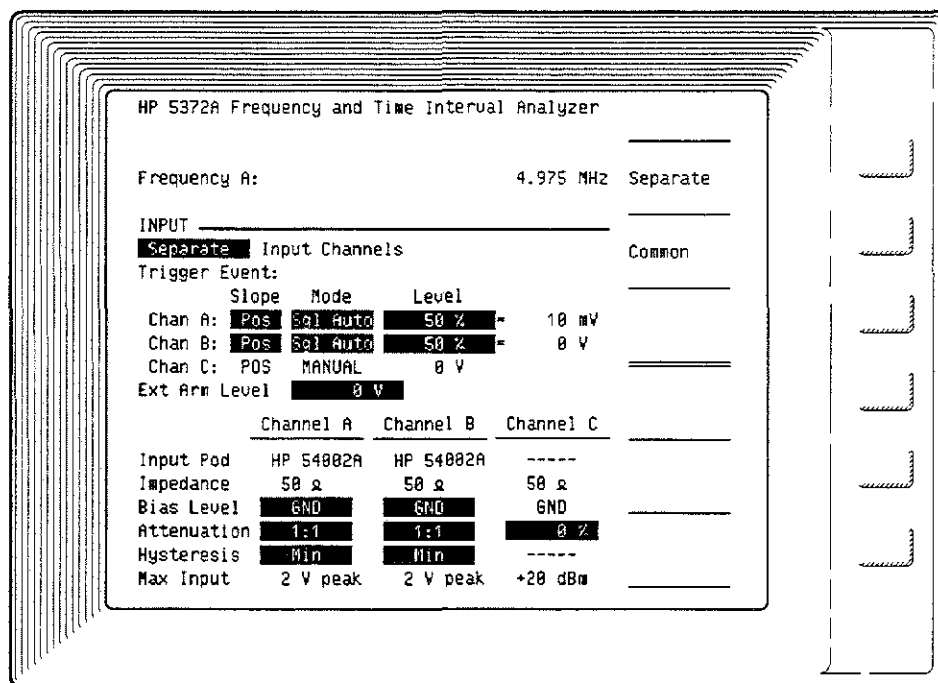 HP 5372A Frequency and Time Interval Analyzer
Frequency A: 4.975 MHz
Separate
INPUT
Separate Input Channels
Common
Trigger Event:
Slope Mode Level
Chan A: Pos Sgl Auto 50 % = 10 mV
Chan B: Pos Sgl Auto 50 % = 0 V
Chan C: POS MANUAL 0 V
Ext Arm Level 0 V
Channel A Channel B Channel C
Input Pod HP 54002A HP 54002A -----
Impedance 50 Ω 50 Ω 50 Ω
Bias Level GND GND GND
Attenuation 1:1 1:1 0 %
Hysteresis Min Min -----
Max Input 2 V peak 2 V peak +20 dBm